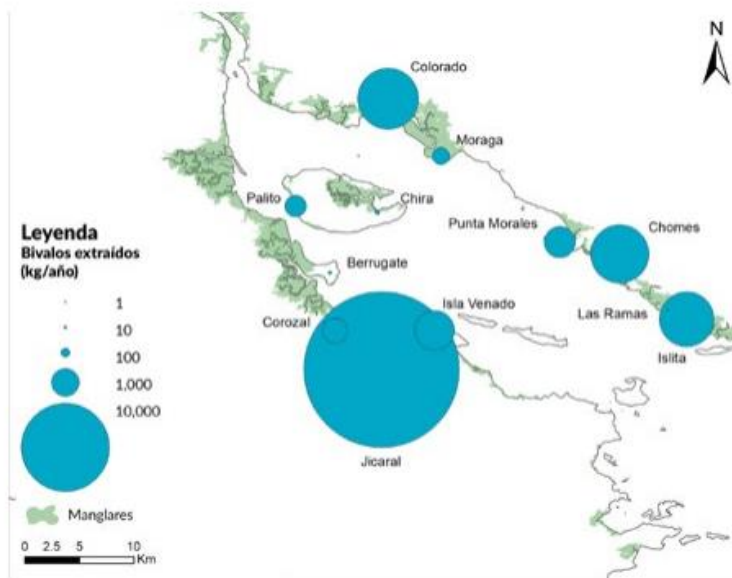 N
Colorado
Moraga
Palito
Chira
Punta Morales
Chomes
Leyenda
Bivalos extraídos
(kg/año)
Berrugate
Isla Venado
Las Ramas
Corozal
Islita
1
10
100
1,000
10,000
Jicaral
Manglares
0 2.5 5 10
Km